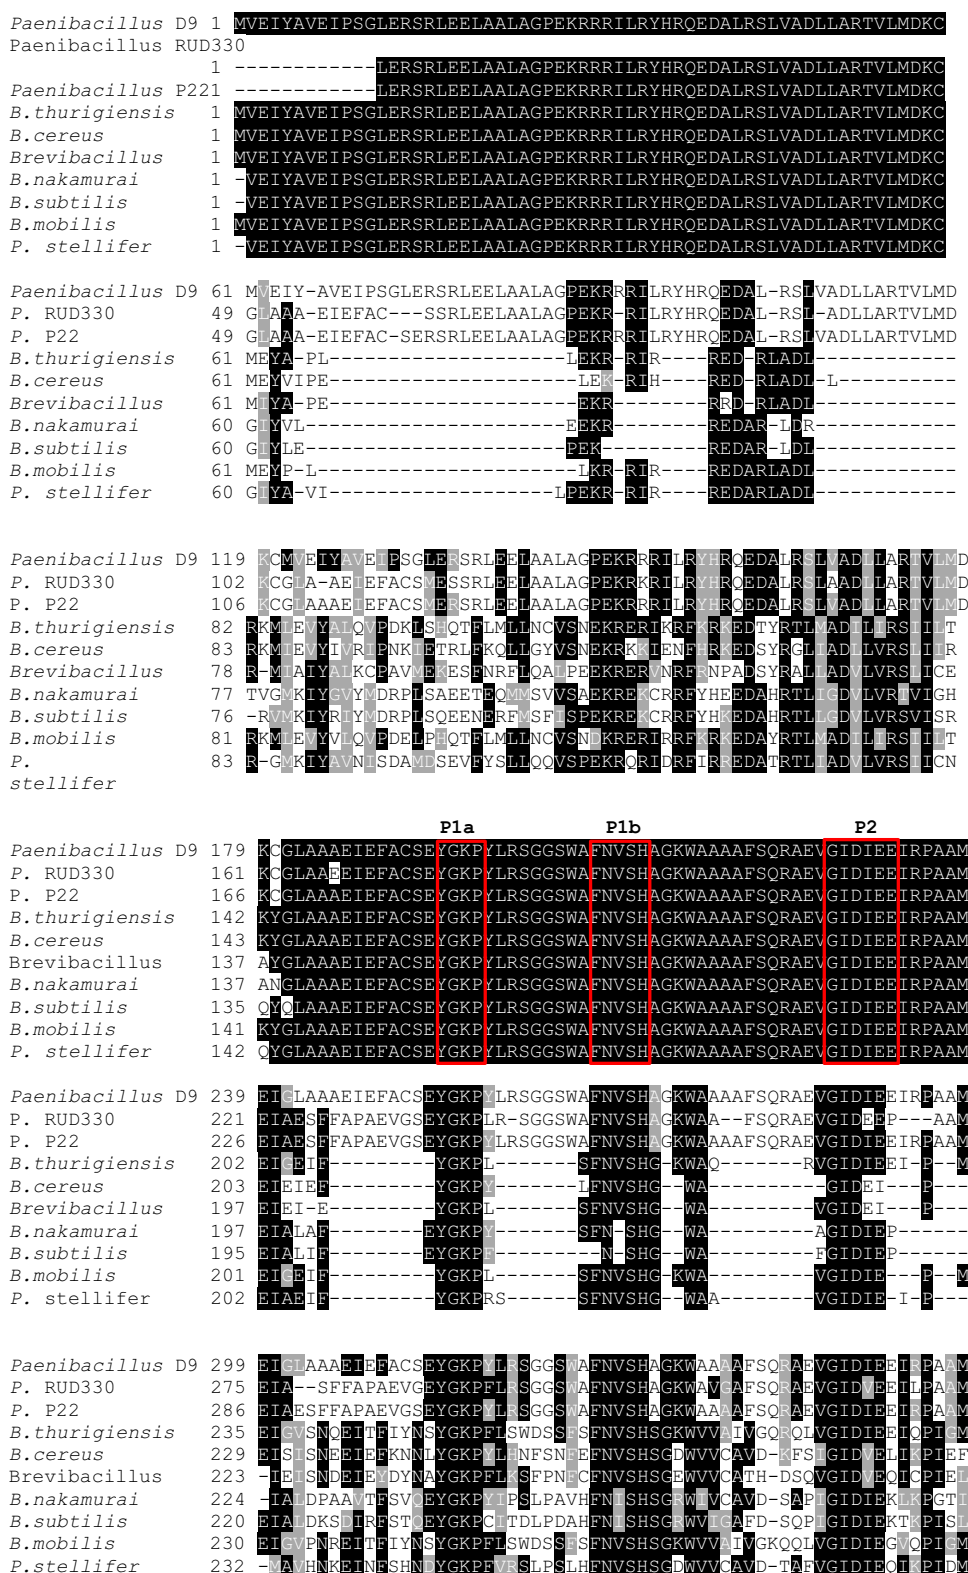 Paenibacillus D9 1 MVEIYAVEIPSGLERSRLEELAALAGPEKRRRILRYHRQEDALRSLVADLLARTVLMDKC
Paenibacillus RUD330
1 ------------LERSRLEELAALAGPEKRRRILRYHRQEDALRSLVADLLARTVLMDKC
Paenibacillus P221 ------------LERSRLEELAALAGPEKRRRILRYHRQEDALRSLVADLLARTVLMDKC
B.thurigiensis 1 MVEIYAVEIPSGLERSRLEELAALAGPEKRRRILRYHRQEDALRSLVADLLARTVLMDKC
B.cereus 1 MVEIYAVEIPSGLERSRLEELAALAGPEKRRRILRYHRQEDALRSLVADLLARTVLMDKC
Brevibacillus 1 MVEIYAVEIPSGLERSRLEELAALAGPEKRRRILRYHRQEDALRSLVADLLARTVLMDKC
B.nakamurai 1 -VEIYAVEIPSGLERSRLEELAALAGPEKRRRILRYHRQEDALRSLVADLLARTVLMDKC
B.subtilis 1 -VEIYAVEIPSGLERSRLEELAALAGPEKRRRILRYHRQEDALRSLVADLLARTVLMDKC
B.mobilis 1 MVEIYAVEIPSGLERSRLEELAALAGPEKRRRILRYHRQEDALRSLVADLLARTVLMDKC
P. stellifer 1 -VEIYAVEIPSGLERSRLEELAALAGPEKRRRILRYHRQEDALRSLVADLLARTVLMDKC
Paenibacillus D9 61 MVEIY-AVEIPSGLERSRLEELAALAGPEKRRRILRYHRQEDAL-RSLVADLLARTVLMD
P. RUD330 49 GLAAA-EIEFAC---SSRLEELAALAGPEKR-RILRYHRQEDAL-RSL-ADLLARTVLMD
P. P22 49 GLAAA-EIEFAC-SERSRLEELAALAGPEKRRRILRYHRQEDAL-RSLVADLLARTVLMD
B.thurigiensis 61 MEYA-PL--------------------LEKR-RIR----RED-RLADL------------
B.cereus 61 MEYVIPE---------------------LEK-RIH----RED-RLADL-L----------
Brevibacillus 61 MIYA-PE---------------------EKR--------RRD-RLADL------------
B.nakamurai 60 GIYVL----------------------EEKR--------REDAR-LDR------------
B.subtilis 60 GIYLE----------------------PEK---------REDAR-LDL------------
B.mobilis 61 MEYP-L----------------------LKR-RIR----REDARLADL------------
P. stellifer 60 GIYA-VI-------------------LPEKR-RIR----REDARLADL------------
Paenibacillus D9 119 KCMVEIYAVEIPSGLERSRLEELAALAGPEKRRRILRYHRQEDALRSLVADLLARTVLMD
P. RUD330 102 KCGLA-AEIEFACSMESSRLEELAALAGPEKRKRILRYHRQEDALRSLAADLLARTVLMD
P. P22 106 KCGLAAAEIEFACSMERSRLEELAALAGPEKRRRILRYHRQEDALRSLVADLLARTVLMD
B.thurigiensis 82 RKMLEVYALQVPDKLSHQTFLMLLNCVSNEKRERIKRFKRKEDTYRTLMADILIRSIILT
B.cereus 83 RKMIEVYIVRIPNKIETRLFKQLLGYVSNEKRKKIENFHRKEDSYRGLIADLLVRSLIIR
Brevibacillus 78 R-MIAIYALKCPAVMEKESFNRFLQALPEEKRERVNRFRNPADSYRALLADVLVRSLICE
B.nakamurai 77 TVGMKIYGVYMDRPLSAEETEQMMSVVSAEKREKCRRFYHEEDAHRTLIGDVLVRTVIGH
B.subtilis 76 -RVMKIYRIYMDRPLSQEENERFMSFISPEKREKCRRFYHKEDAHRTLLGDVLVRSVISR
B.mobilis 81 RKMLEVYVLQVPDELPHQTFLMLLNCVSNDKRERIRRFKRKEDAYRTLMADILIRSIILT
P. 83 R-GMKIYAVNISDAMDSEVFYSLLQQVSPEKRQRIDRFIRREDATRTLIADVLVRSIICN
stellifer
P1a P1b P2
Paenibacillus D9 179 KCGLAAAEIEFACSEYGKPYLRSGGSWAFNVSHAGKWAAAAFSQRAEVGIDIEEIRPAAM
P. RUD330 161 KCGLAAEEIEFACSEYGKPYLRSGGSWAFNVSHAGKWAAAAFSQRAEVGIDIEEIRPAAM
P. P22 166 KCGLAAAEIEFACSEYGKPYLRSGGSWAFNVSHAGKWAAAAFSQRAEVGIDIEEIRPAAM
B.thurigiensis 142 KYGLAAAEIEFACSEYGKPYLRSGGSWAFNVSHAGKWAAAAFSQRAEVGIDIEEIRPAAM
B.cereus 143 KYGLAAAEIEFACSEYGKPYLRSGGSWAFNVSHAGKWAAAAFSQRAEVGIDIEEIRPAAM
Brevibacillus 137 AYGLAAAEIEFACSEYGKPYLRSGGSWAFNVSHAGKWAAAAFSQRAEVGIDIEEIRPAAM
B.nakamurai 137 ANGLAAAEIEFACSEYGKPYLRSGGSWAFNVSHAGKWAAAAFSQRAEVGIDIEEIRPAAM
B.subtilis 135 QYQLAAAEIEFACSEYGKPYLRSGGSWAFNVSHAGKWAAAAFSQRAEVGIDIEEIRPAAM
B.mobilis 141 KYGLAAAEIEFACSEYGKPYLRSGGSWAFNVSHAGKWAAAAFSQRAEVGIDIEEIRPAAM
P. stellifer 142 QYGLAAAEIEFACSEYGKPYLRSGGSWAFNVSHAGKWAAAAFSQRAEVGIDIEEIRPAAM
Paenibacillus D9 239 EIGLAAAEIEFACSEYGKPYLRSGGSWAFNVSHAGKWAAAAFSQRAEVGIDIEEIRPAAM
P. RUD330 221 EIAESFFAPAEVGSEYGKPYLR-SGGSWAFNVSHAGKWAA--FSQRAEVGIDEEP---AAM
P. P22 226 EIAESFFAPAEVGSEYGKPYLRSGGSWAFNVSHAGKWAAAAFSQRAEVGIDIEEIRPAAM
B.thurigiensis 202 EIGEIF---------YGKPL-------SFNVSHG-KWAQ-------RVGIDIEEI-P--M
B.cereus 203 EIEIEF---------YGKPY-------LFNVSHG--WA---------GIDEI---P---
Brevibacillus 197 EIEI-E---------YGKPL-------SFNVSHG--WA---------VGIDEI---P---
B.nakamurai 197 EIALAF--------EYGKPY-------SFN-SHG--WA---------AGIDIEP------
B.subtilis 195 EIALIF--------EYGKPF---------N-SHG--WA---------FGIDIEP------
B.mobilis 201 EIGEIF---------YGKPL-------SFNVSHG-KWA---------VGIDIE---P--M
P. stellifer 202 EIAEIF---------YGKPRS------SFNVSHG--WAA--------VGIDIE-I-P---
Paenibacillus D9 299 EIGLAAAEIEFACSEYGKPYLRSGGSWAFNVSHAGKWAAAAFSQRAEVGIDIEEIRPAAM
P. RUD330 275 EIA--SFFAPAEVGEYGKPFLRSGGSWAFNVSHAGKWAVGAFSQRAEVGIDVEEILPAAM
P. P22 286 EIAESFFAPAEVGSEYGKPYLRSGGSWAFNVSHAGKWAAAAFSQRAEVGIDIEEIRPAAM
B.thurigiensis 235 EIGVSNQEITFIYNSYGKPFLSWDSSFSFNVSHSGKWVVAIVGQRQLVGIDIEEIQPIGM
B.cereus 229 EISISNEEIEFKNNLYGKPYLHNFSNFEFNVSHSGDWVVCAVD-KFSIGIDVELIKPIEF
Brevibacillus 223 -IEISNDEIEYDYNAYGKPFLKSFPNFCFNVSHSGEWVVCATH-DSQVGIDVEQICPIEL
B.nakamurai 224 -IALDPAAVTFSVQEYGKPYIPSLPAVHFNISHSGRWIVCAVD-SAPIGIDIEKLKPGTI
B.subtilis 220 EIALDKSDIRFSTQEYGKPCITDLPDAHFNISHSGRWVIGAFD-SQPIGIDIEKTKPISL
B.mobilis 230 EIGVPNREITFIYNSYGKPFLSWDSSFSFNVSHSGKWVVAIVGKQQLVGIDIEGVQPIGM
P.stellifer 232 -MAVHNKEINFSHNDYGKPFVRSLPSLHFNVSHSGDWVVCAVD-TAFVGIDIEQIKPIDM